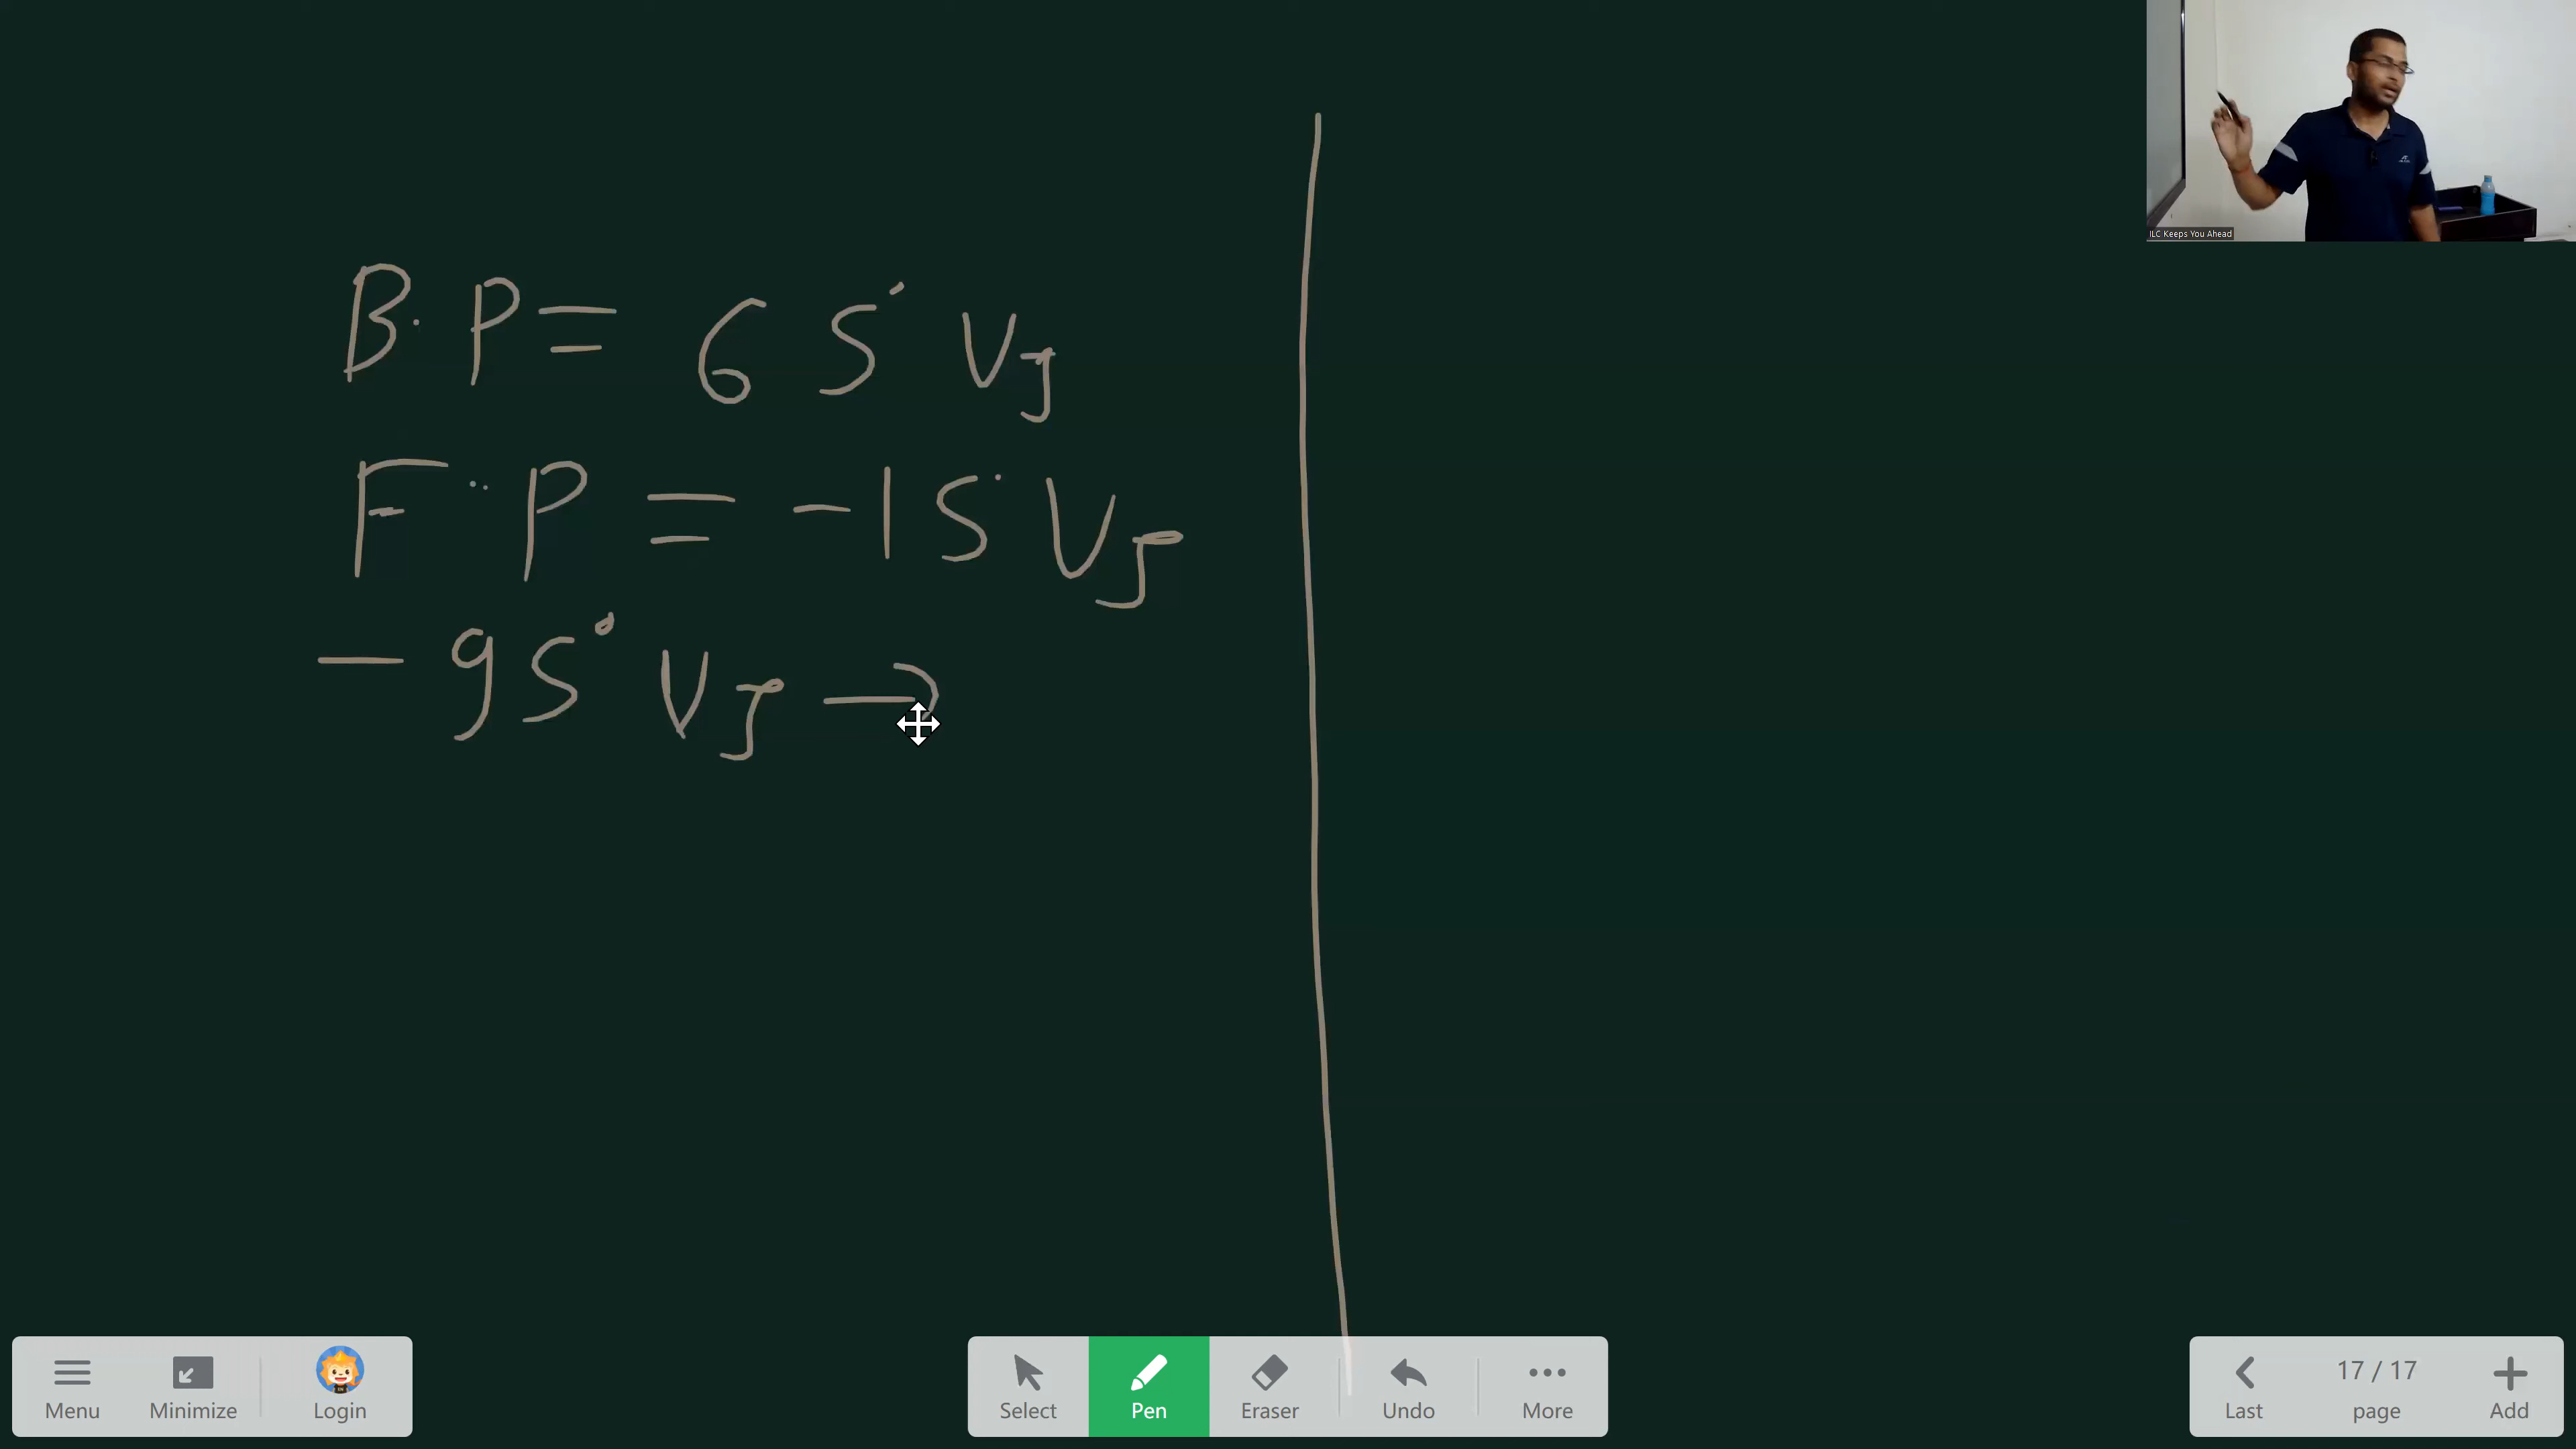 ILC Keeps You Ahead
B.P = 65° VJ
F.P = -15° VJ
- 95° VJ →
Menu
Minimize
Login
Select
Pen
Eraser
Undo
More
Last
17 / 17
page
Add